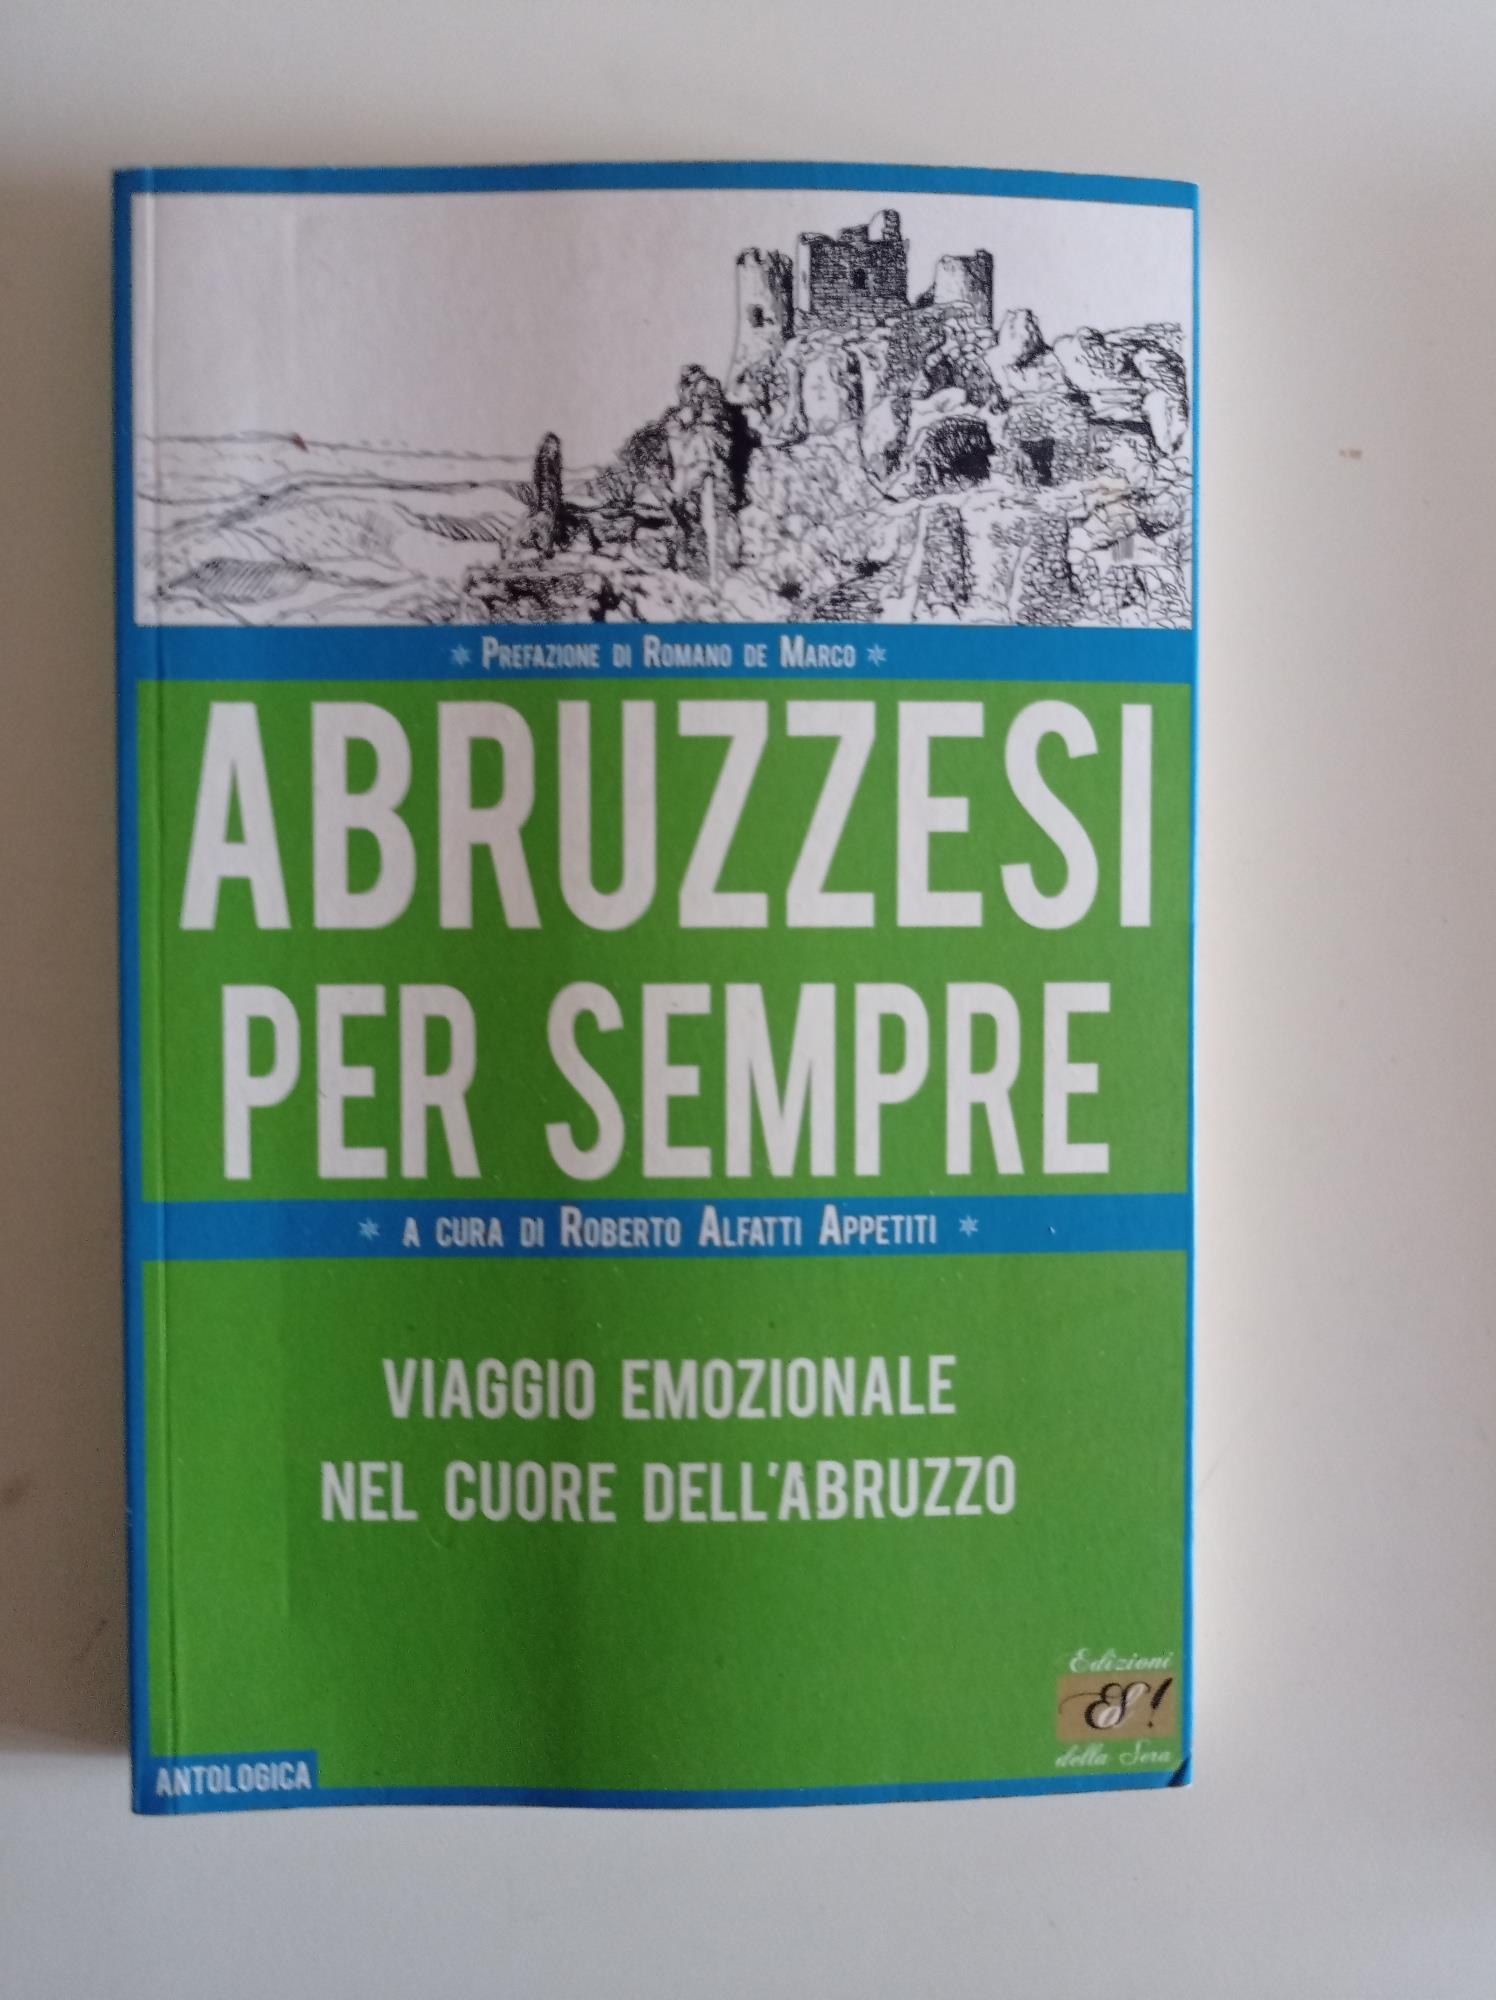 * PREFAZIONE DI ROMANO DE MARCO *
ABRUZZESI
PER SEMPRE
* A CURA DI ROBERTO ALFATTI APPETITI *
VIAGGIO EMOZIONALE
NEL CUORE DELL'ABRUZZO
Edizioni
ES!
della Sera
ANTOLOGICA